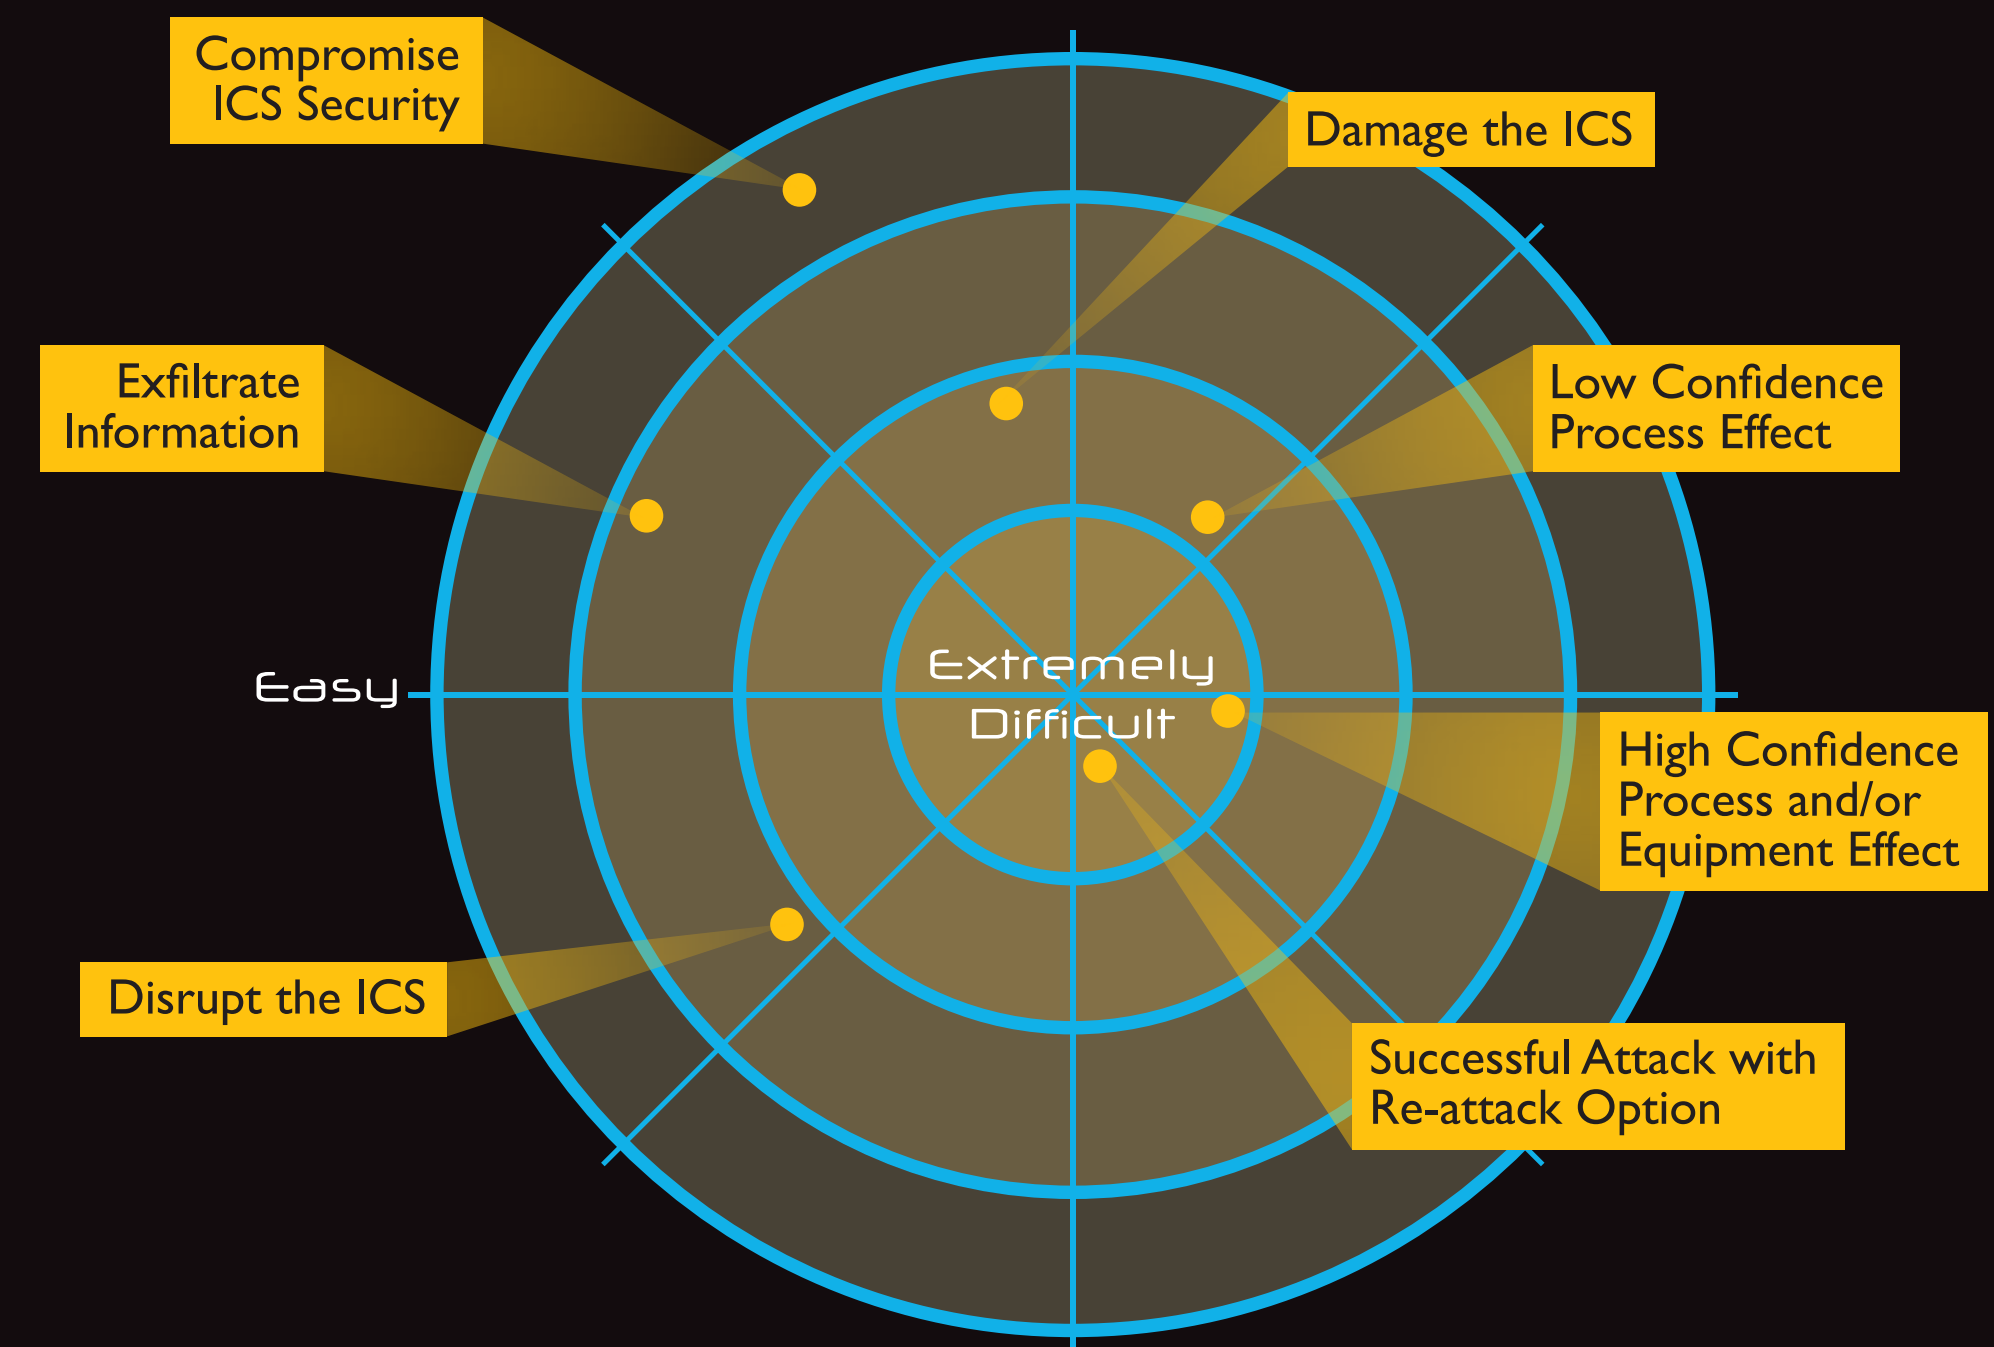 Compromise
ICS Security
Damage the ICS
Exfiltrate
Information
Low Confidence
Process Effect
Easy
Extremely
Difficult
High Confidence
Process and/or
Equipment Effect
Disrupt the ICS
Successful Attack with
Re-attack Option